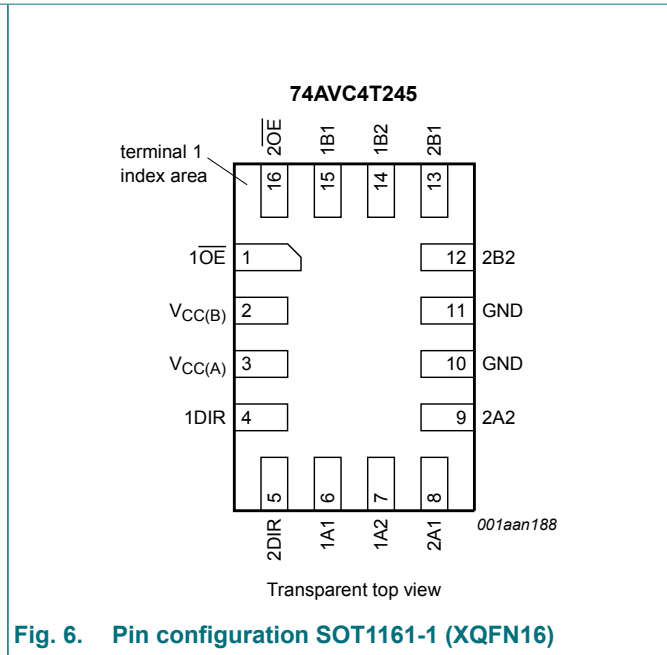 74AVC4T245
terminal 1
index area
2OE
1B1
1B2
2B1
16
15
14
13
1OE
1
12
2B2
VCC(B)
2
11
GND
VCC(A)
3
10
GND
1DIR
4
9
2A2
5
6
7
8
2DIR
1A1
1A2
2A1
001aan188
Transparent top view
Fig. 6. Pin configuration SOT1161-1 (XQFN16)